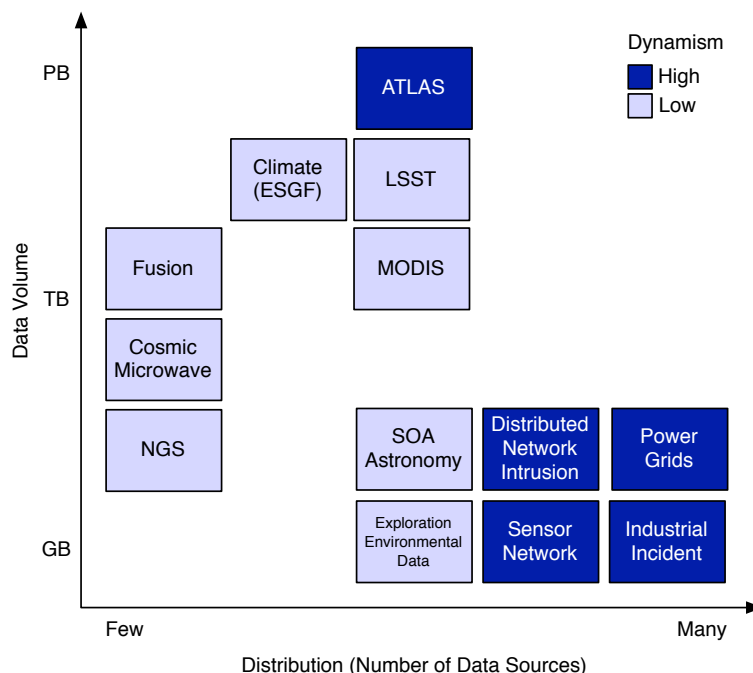 Dynamism
High
Low
PB
ATLAS
Climate
(ESGF)
LSST
Fusion
MODIS
TB
Data Volume
Cosmic
Microwave
NGS
SOA
Astronomy
Distributed
Network
Intrusion
Power
Grids
GB
Exploration
Environmental
Data
Sensor
Network
Industrial
Incident
Few
Many
Distribution (Number of Data Sources)